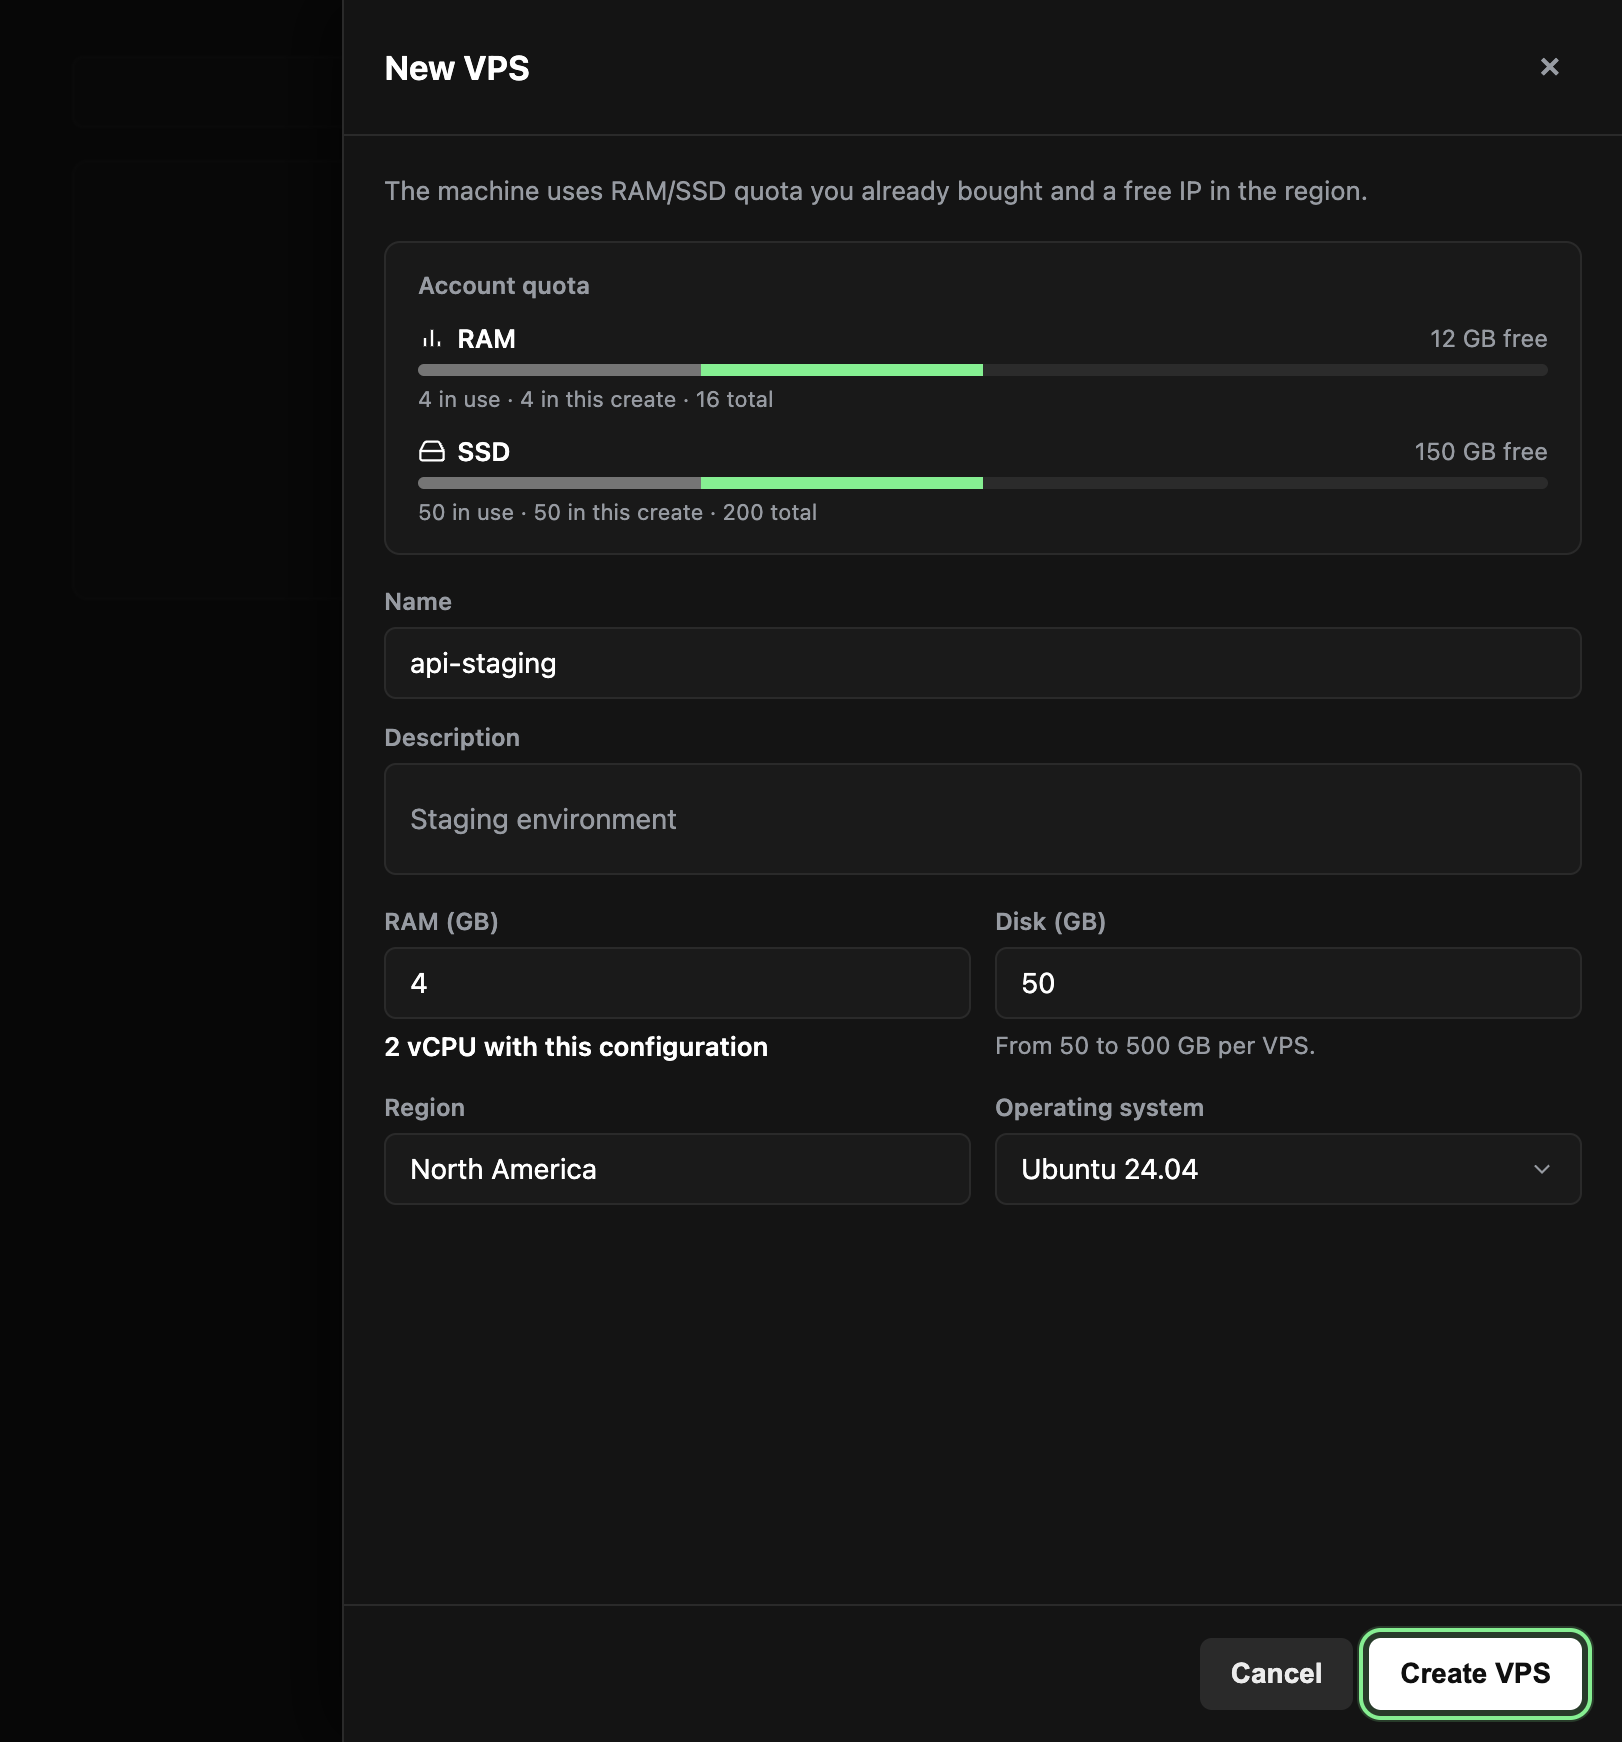 New VPS
The machine uses RAM/SSD quota you already bought and a free IP in the region.
Account quota
RAM
12 GB free
4 in use · 4 in this create · 16 total
SSD
150 GB free
50 in use · 50 in this create · 200 total
Name
api-staging
Description
Staging environment
RAM (GB)
Disk (GB)
4
50
2 vCPU with this configuration
From 50 to 500 GB per VPS.
Region
Operating system
North America
Ubuntu 24.04
Cancel
Create VPS